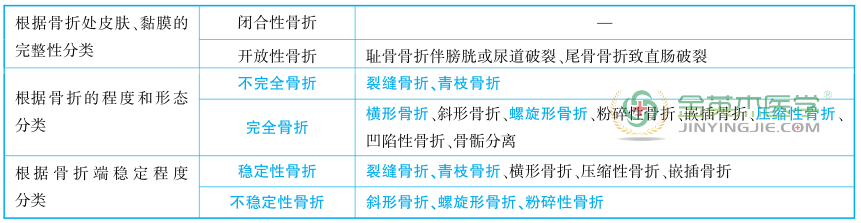 根据骨折处皮肤、黏膜的
完整性分类
闭合性骨折
—
开放性骨折
耻骨骨折伴膀胱或尿道破裂、尾骨骨折致直肠破裂
根据骨折的程度和形态
分类
不完全骨折
裂缝骨折、青枝骨折
完全骨折
横形骨折、斜形骨折、螺旋形骨折、粉碎性骨折、嵌插骨折、压缩性骨折、
凹陷性骨折、骨骺分离
根据骨折端稳定程度
分类
稳定性骨折
裂缝骨折、青枝骨折、横形骨折、压缩性骨折、嵌插骨折
不稳定性骨折
斜形骨折、螺旋形骨折、粉碎性骨折
金英杰医学®
JINYINGJIE.COM